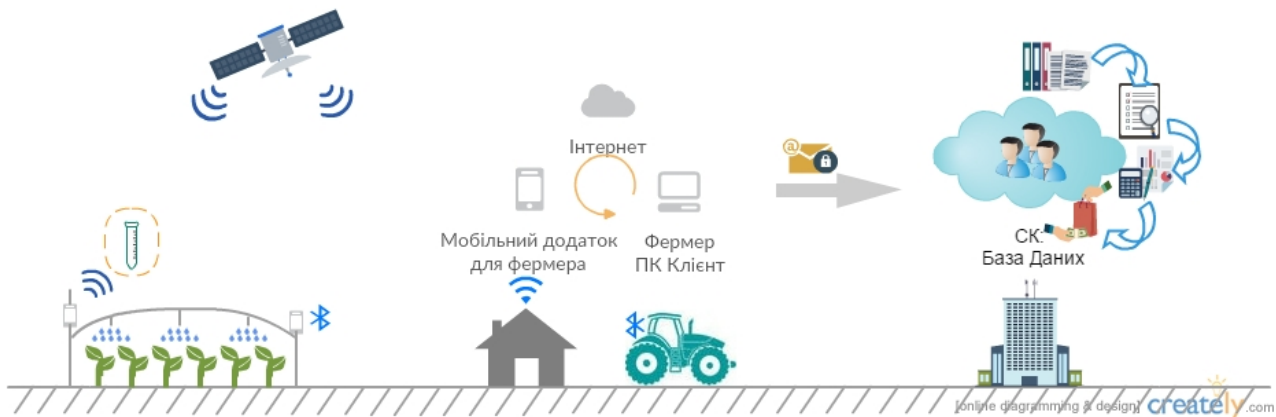 Інтернет
Мобільний додаток
для фермера
Фермер
ПК Клієнт
@
СК:
База Даних
[online diagramming & design]
creately.com